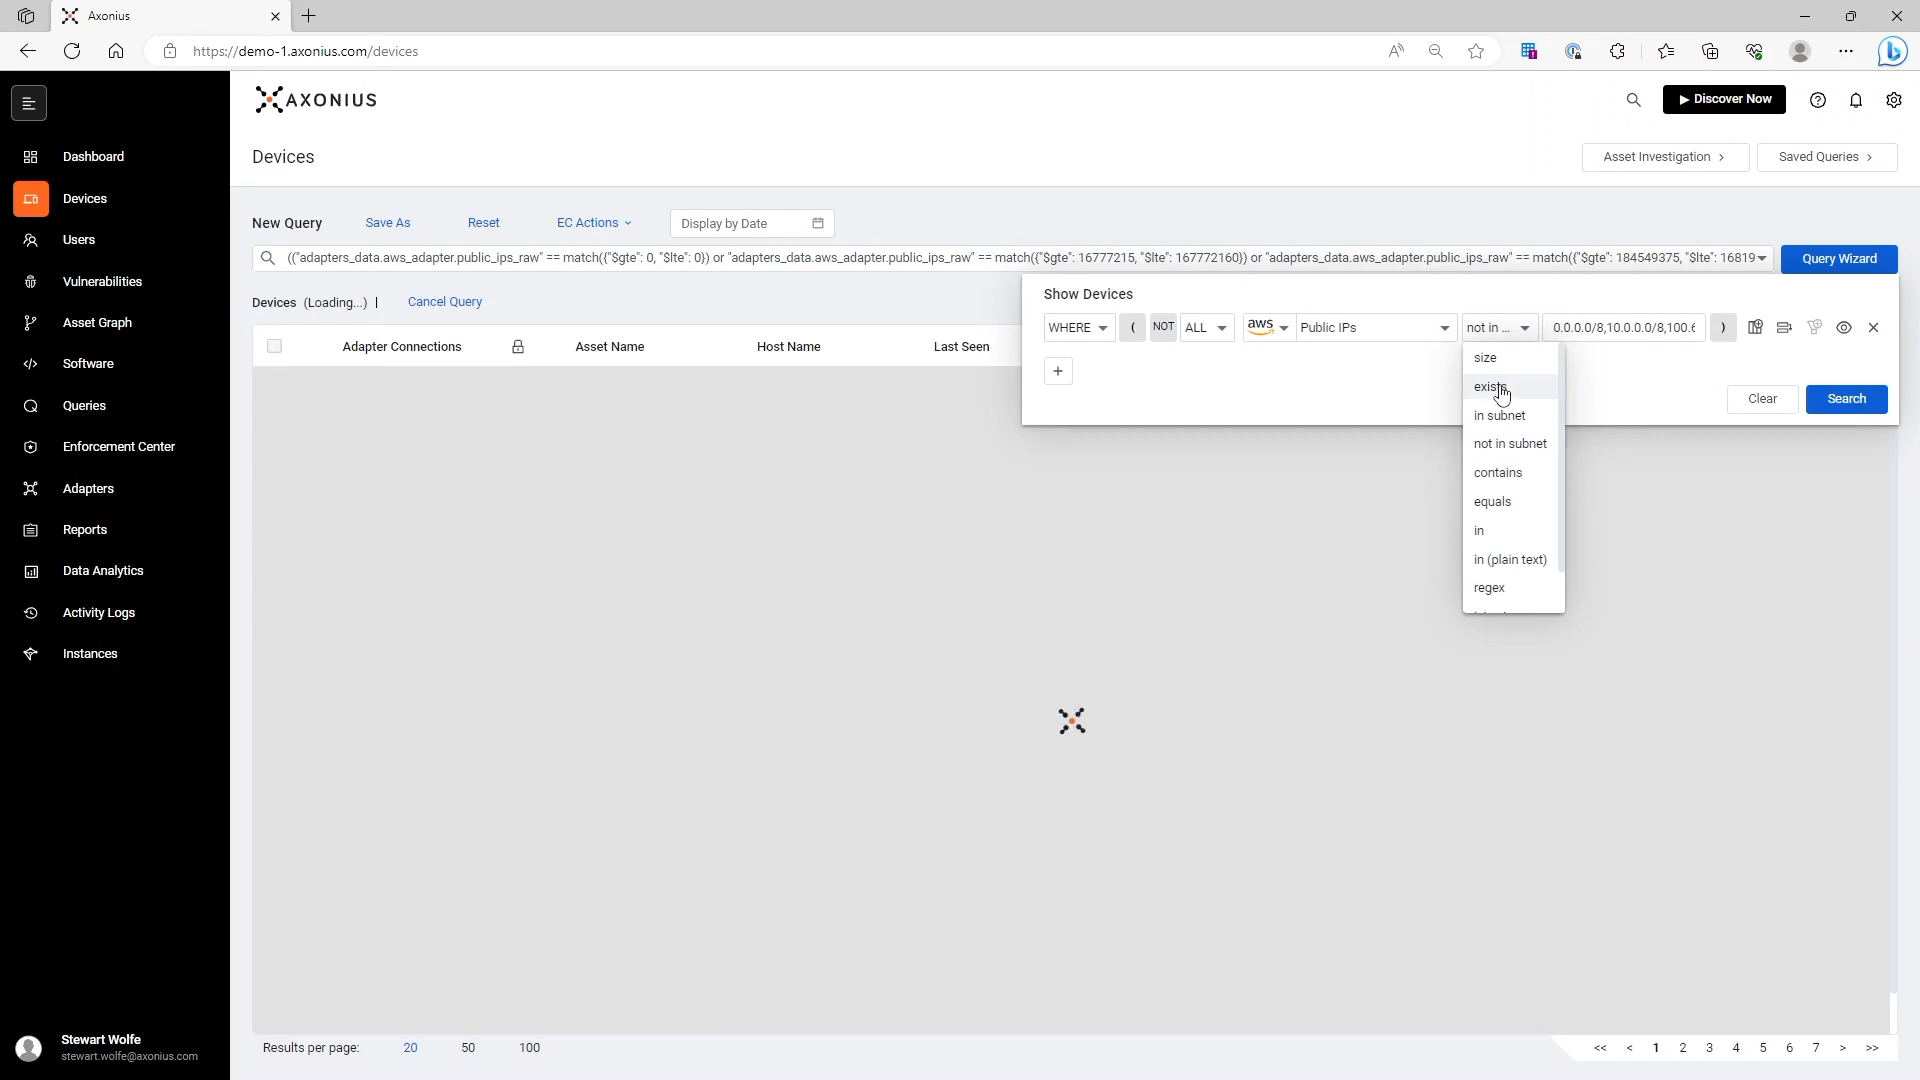 Axonius
https://demo-1.axonius.com/devices
AXONIUS
Discover Now
Devices
Asset Investigation >
Saved Queries >
Dashboard
Devices
Users
Vulnerabilities
Asset Graph
Software
Queries
Enforcement Center
Adapters
Reports
Data Analytics
Activity Logs
Instances
Stewart Wolfe
stewart.wolfe@axonius.com
New Query
Save As
Reset
EC Actions
Display by Date
(("adapters_data.aws_adapter.public_ips_raw" == match({"$gte": 0, "$lte": 0}) or "adapters_data.aws_adapter.public_ips_raw" == match({"$gte": 16777215, "$lte": 167772160}) or "adapters_data.aws_adapter.public_ips_raw" == match({"$gte": 184549375, "$lte": 16819
Query Wizard
Devices (Loading...) |
Cancel Query
Adapter Connections
Asset Name
Host Name
Last Seen
Show Devices
WHERE
(
NOT
ALL
aws
Public IPs
not in ...
0.0.0.0/8,10.0.0.0/8,100.6
)
+
Clear
Search
size
exists
in subnet
not in subnet
contains
equals
in
in (plain text)
regex
Results per page:
20
50
100
<< < 1 2 3 4 5 6 7 > >>